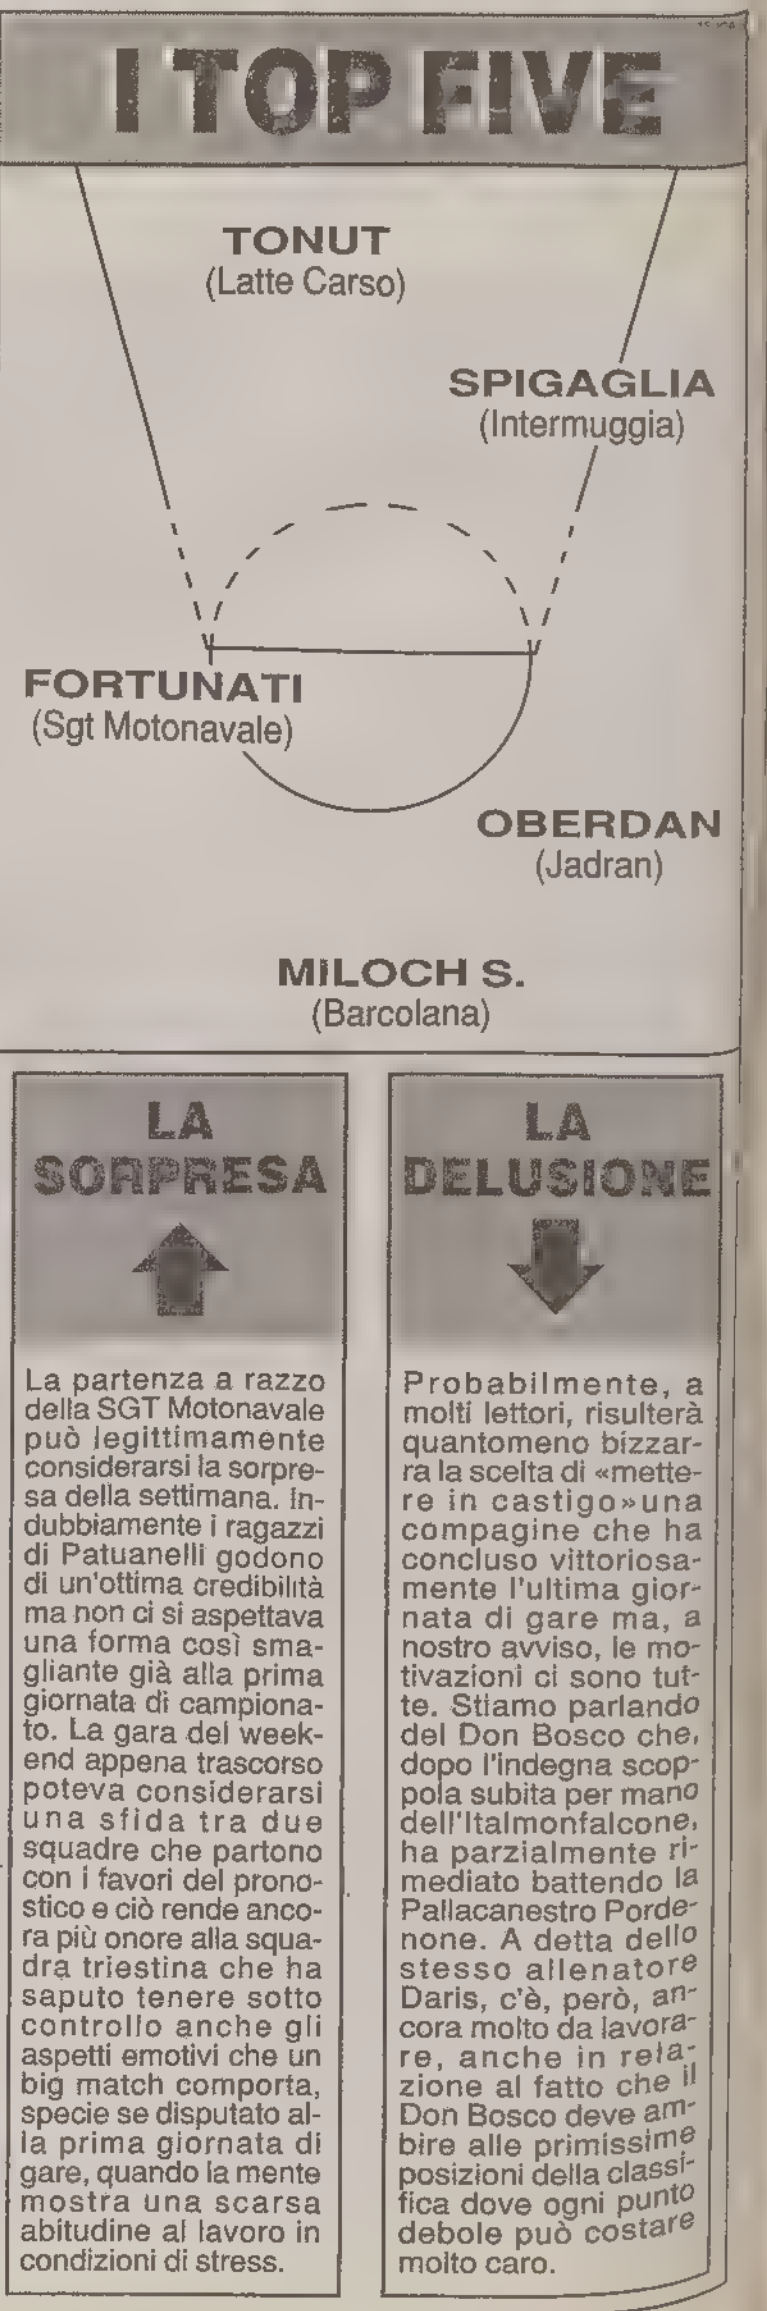 I TOP FIVE
TONUT
(Latte Carso)
SPIGAGLIA
(Intermuggia)
FORTUNATI
(Sgt Motonavale)
OBERDAN
(Jadran)
MILOCH S.
(Barcolana)
LA
SORPRESA
La partenza a razzo
della SGT Motonavale
può legittimamente
considerarsi la sorpre-
sa della settimana. In-
dubbiamente i ragazzi
di Patuanelli godono
di un'ottima credibilità
ma non ci si aspettava
una forma così sma-
gliante già alla prima
giornata di campiona-
to. La gara del week-
end appena trascorso
poteva considerarsi
una sfida tra due
squadre che partono
con i favori del prono-
stico e ciò rende anco-
ra più onore alla squa-
dra triestina che ha
saputo tenere sotto
controllo anche gli
aspetti emotivi che un
big match comporta,
specie se disputato al-
la prima giornata di
gare, quando la mente
mostra una scarsa
abitudine al lavoro in
condizioni di stress.
LA
DELUSIONE
Probabilmente, a
molti lettori, risulterà
quantomeno bizzar-
ra la scelta di «mette-
re in castigo» una
compagine che ha
concluso vittoriosa-
mente l'ultima gior-
nata di gare ma, a
nostro avviso, le mo-
tivazioni ci sono tut-
te. Stiamo parlando
del Don Bosco che,
dopo l'indegna scop-
pola subita per mano
dell'Italmonfalcone,
ha parzialmente ri-
mediato battendo la
Pallacanestro Porde-
none. A detta dello
stesso allenatore
Daris, c'è, però, an-
cora molto da lavora-
re, anche in rela-
zione al fatto che il
Don Bosco deve am-
bire alle primissime
posizioni della classi-
fica dove ogni punto
debole può costare
molto caro.